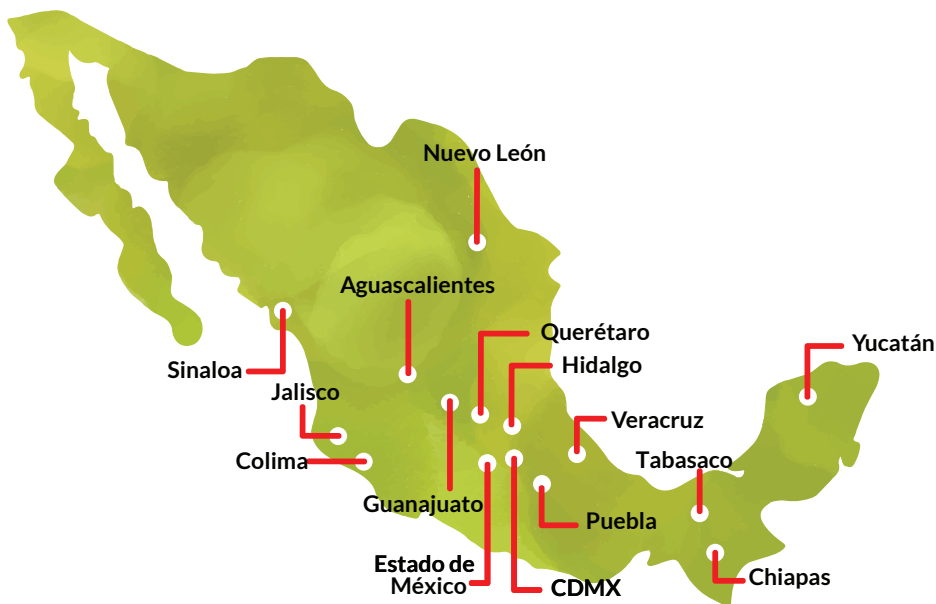 Nuevo León
Aguascalientes
Querétaro
Yucatán
Hidalgo
Sinaloa
Jalisco
Veracruz
Colima
Tabasaco
Guanajuato
Puebla
Estado de
México
Chiapas
CDMX